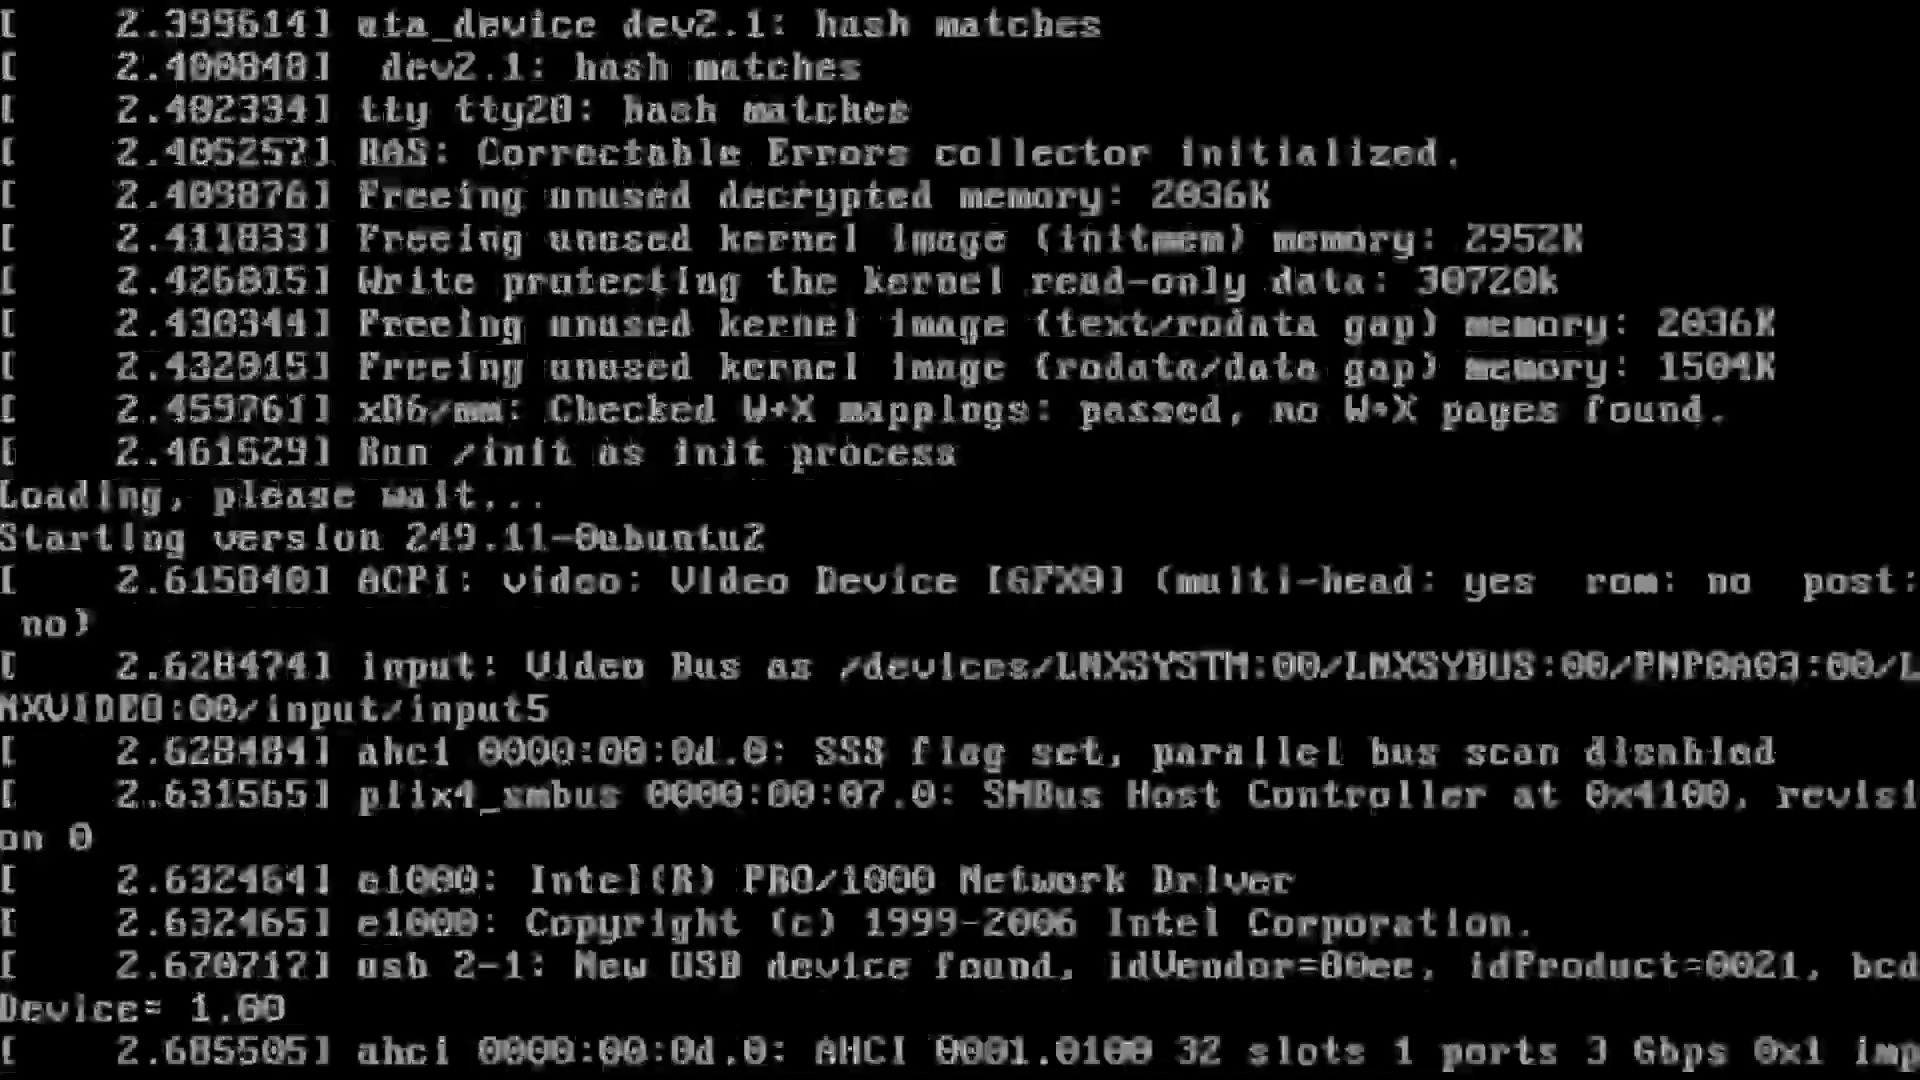 [    2.399614] ata_device dev2.1: hash matches
[    2.400840]  dev2.1: hash matches
[    2.402394] tty tty20: hash matches
[    2.405257] RAS: Correctable Errors collector initialized.
[    2.409876] Freeing unused decrypted memory: 2036K
[    2.411833] Freeing unused kernel image (initmem) memory: 2952K
[    2.426015] Write protecting the kernel read-only data: 30720k
[    2.430344] Freeing unused kernel image (text/rodata gap) memory: 2036K
[    2.432015] Freeing unused kernel image (rodata/data gap) memory: 1504K
[    2.459761] x86/mm: Checked W+X mappings: passed, no W+X pages found.
[    2.461529] Run /init as init process
Loading, please wait...
Starting version 249.11-0ubuntu2
[    2.615840] ACPI: video: Video Device [GFX0] (multi-head: yes  rom: no  post:
 no)
[    2.628474] input: Video Bus as /devices/LNXSYSTM:00/LNXSYBUS:00/PNP0A03:00/L
NXVIDEO:00/input/input5
[    2.628484] ahci 0000:00:0d.0: SSS flag set, parallel bus scan disabled
[    2.631565] piix4_smbus 0000:00:07.0: SMBus Host Controller at 0x4100, revisi
on 0
[    2.632464] e1000: Intel(R) PRO/1000 Network Driver
[    2.632465] e1000: Copyright (c) 1999-2006 Intel Corporation.
[    2.670717] usb 2-1: New USB device found, idVendor=80ee, idProduct=0021, bcd
Device= 1.00
[    2.685505] ahci 0000:00:0d.0: AHCI 0001.0100 32 slots 1 ports 3 Gbps 0x1 imp